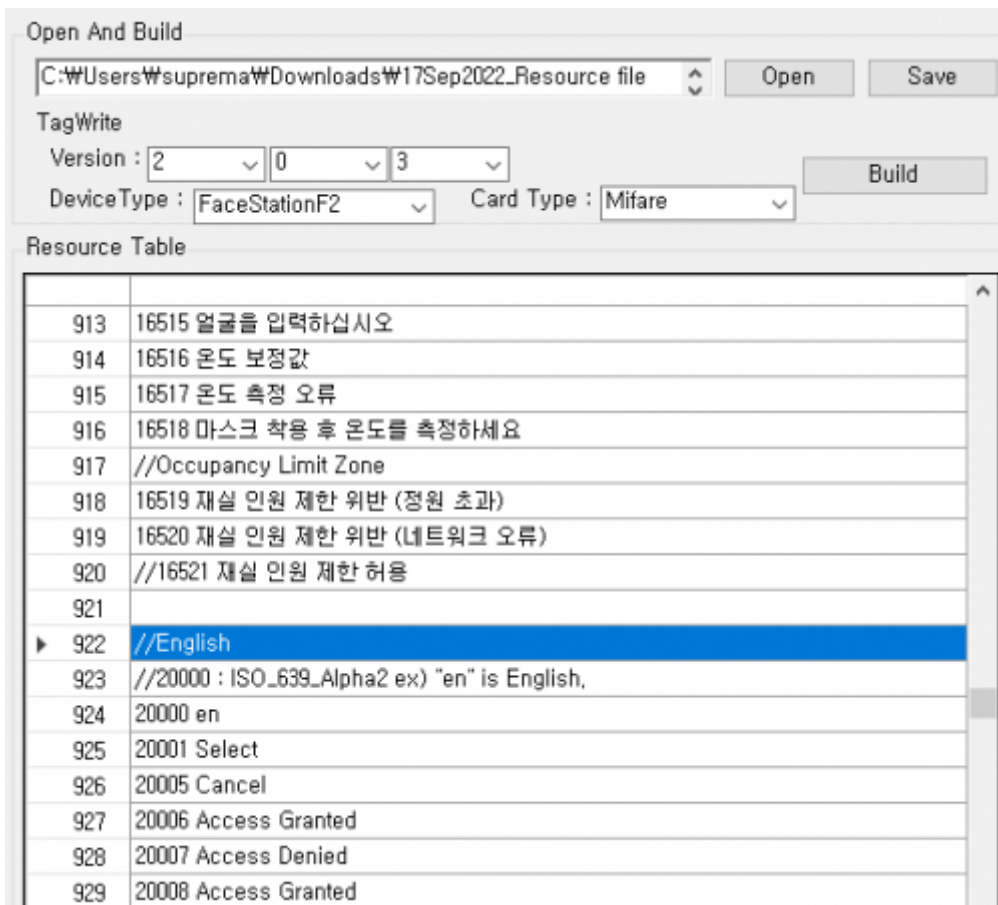 Open And Build
C:₩Users₩suprema₩Downloads₩17Sep2022_Resource file
Open
Save
TagWrite
Version : 2 0 3
Build
DeviceType : FaceStationF2
Card Type : Mifare
Resource Table
913 16515 얼굴을 입력하십시오
914 16516 온도 보정값
915 16517 온도 측정 오류
916 16518 마스크 착용 후 온도를 측정하세요
917 //Occupancy Limit Zone
918 16519 재실 인원 제한 위반 (정원 초과)
919 16520 재실 인원 제한 위반 (네트워크 오류)
920 //16521 재실 인원 제한 허용
921
922 //English
923 //20000 : ISO_639_Alpha2 ex) "en" is English,
924 20000 en
925 20001 Select
926 20005 Cancel
927 20006 Access Granted
928 20007 Access Denied
929 20008 Access Granted